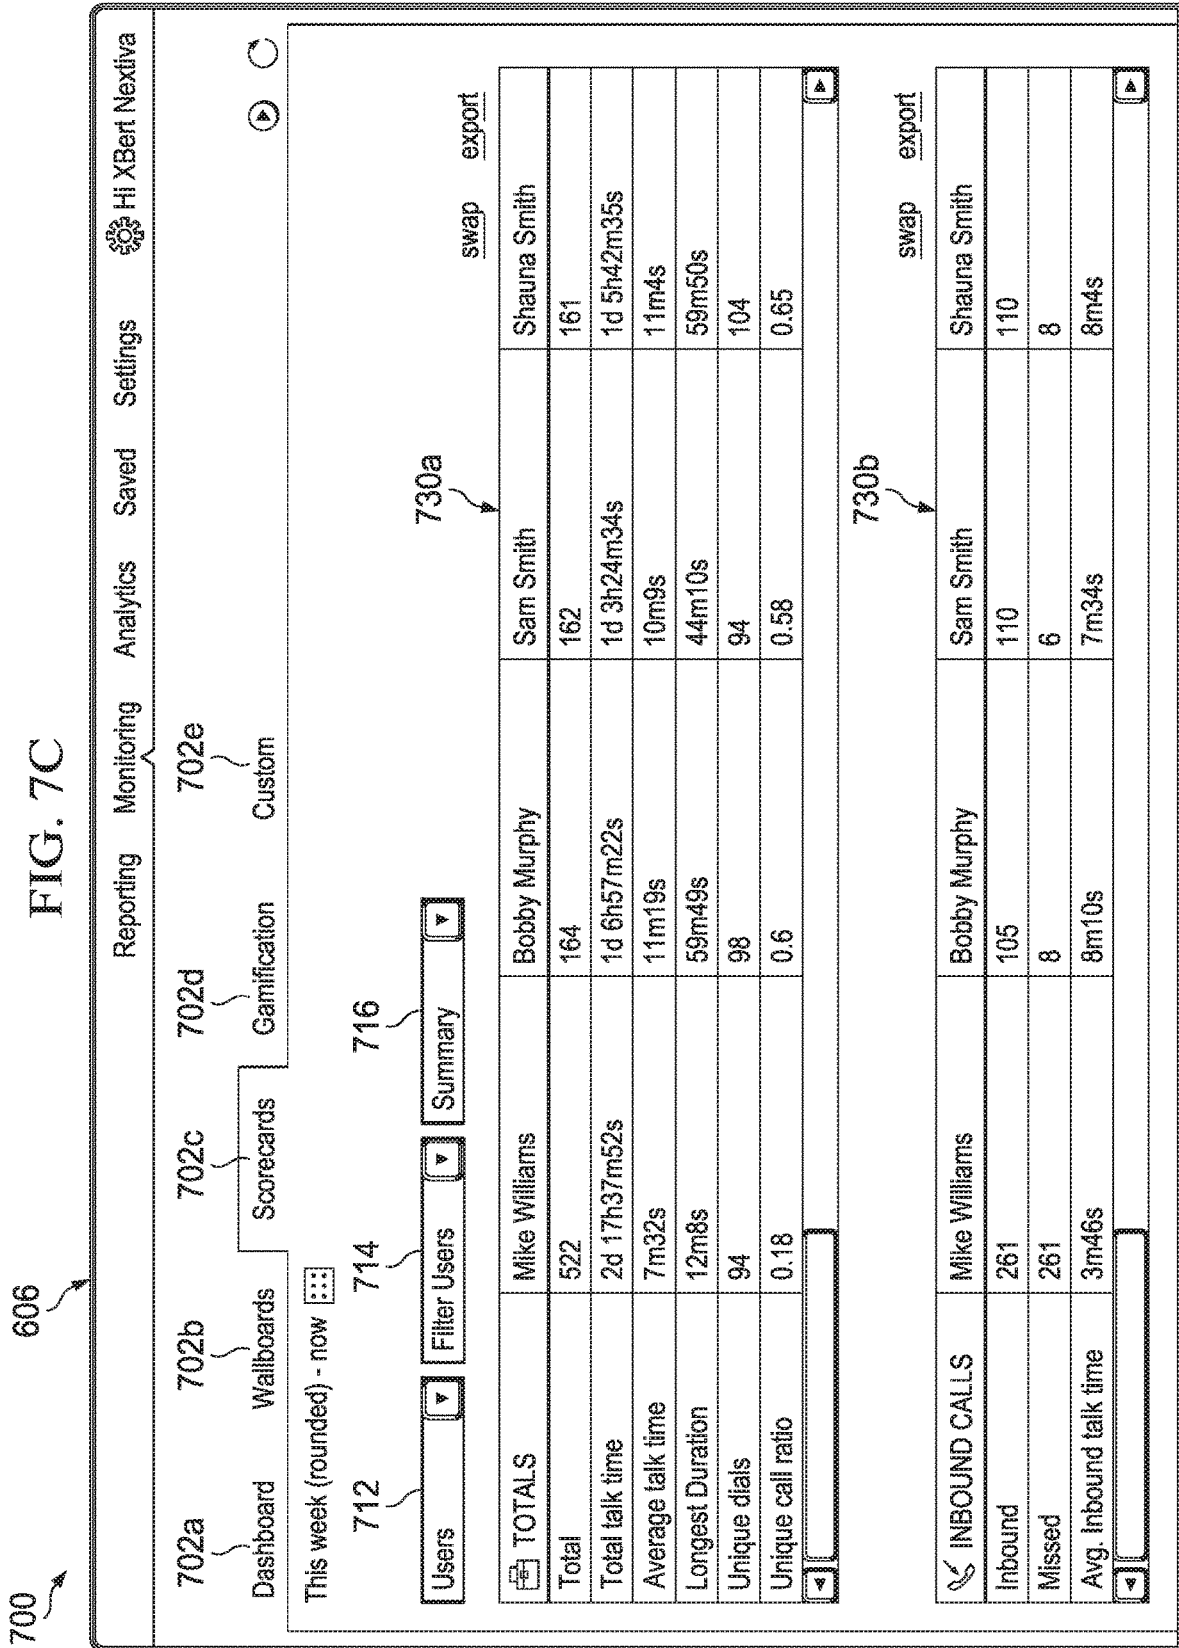 FIG. 7C
700
606
Reporting Monitoring Analytics Saved Settings Hi XBert Nextiva
702a 702b 702c 702d 702e
Dashboard Wallboards Scorecards Gamification Custom
This week (rounded) - now
712 714 716
Users Filter Users Summary
730a
swap export
TOTALS Mike Williams Bobby Murphy Sam Smith Shauna Smith
Total 522 164 162 161
Total talk time 2d 17h37m52s 1d 6h57m22s 1d 3h24m34s 1d 5h42m35s
Average talk time 7m32s 11m19s 10m9s 11m4s
Longest Duration 12m8s 59m49s 44m10s 59m50s
Unique dials 94 98 94 104
Unique call ratio 0.18 0.6 0.58 0.65
730b
swap export
INBOUND CALLS Mike Williams Bobby Murphy Sam Smith Shauna Smith
Inbound 261 105 110 110
Missed 261 8 6 8
Avg. Inbound talk time 3m46s 8m10s 7m34s 8m4s